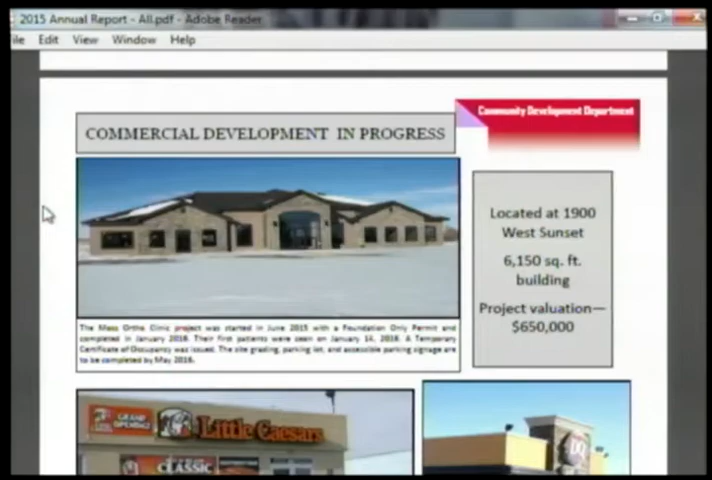 2015 Annual Report - All.pdf - Adobe Reader
ile Edit View Window Help
Community Development Department
COMMERCIAL DEVELOPMENT IN PROGRESS
Located at 1900
West Sunset
6,150 sq. ft.
building
Project valuation—
$650,000
The Moss Ortho Clinic project was started in June 2015 with a Foundation Only Permit and
completed in January 2016. Their first patients were seen on January 14, 2016. A Temporary
Certificate of Occupancy was issued. The site grading, parking lot, and accessible parking signage are
to be completed by May 2016.
GRAND
OPENING
Little Caesars
CLASSIC
DQ